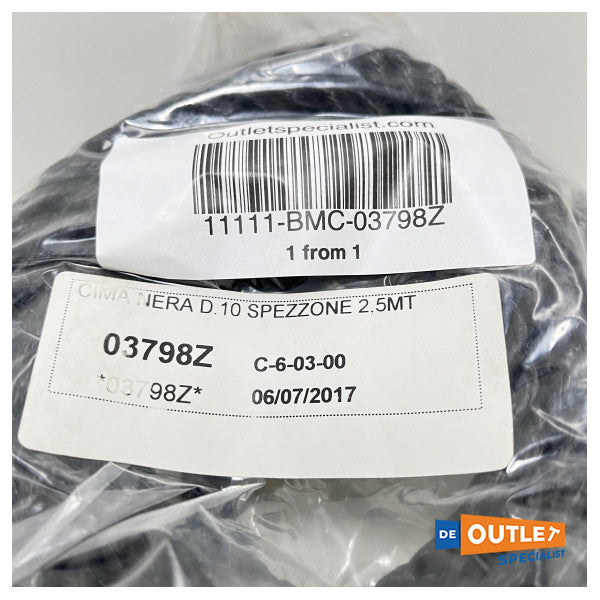 outletspecialist.com
11111-BMC-03798Z
1 from 1
CIMA NERA D.10 SPEZZONE 2,5MT
03798Z C-6-03-00
*03798Z* 06/07/2017
DE OUTLET
SPECIALIST